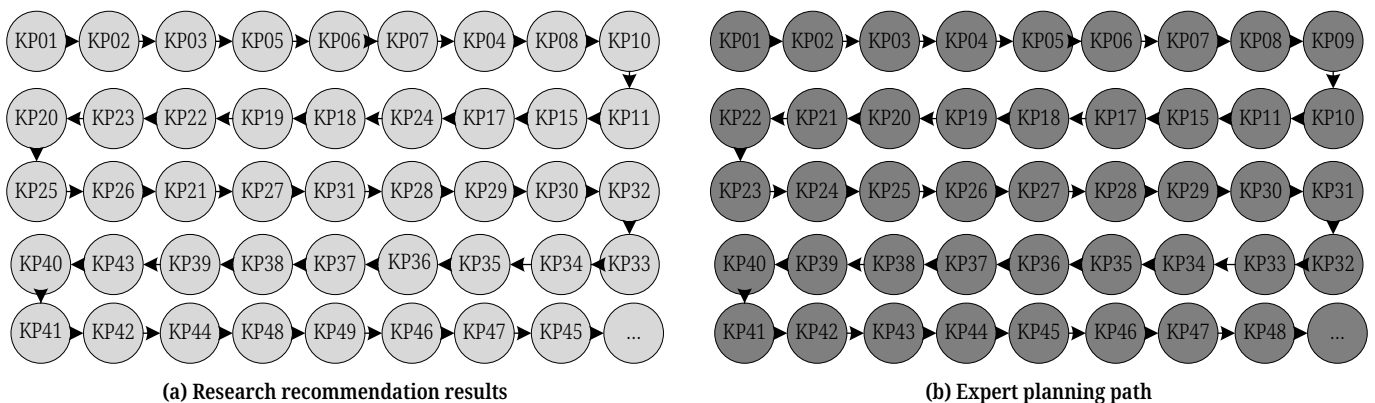 KP01 KP02 KP03 KP05 KP06 KP07 KP04 KP08 KP10
KP20 KP23 KP22 KP19 KP18 KP24 KP17 KP15 KP11
KP25 KP26 KP21 KP27 KP31 KP28 KP29 KP30 KP32
KP40 KP43 KP39 KP38 KP37 KP36 KP35 KP34 KP33
KP41 KP42 KP44 KP48 KP49 KP46 KP47 KP45 ...
(a) Research recommendation results
KP01 KP02 KP03 KP04 KP05 KP06 KP07 KP08 KP09
KP22 KP21 KP20 KP19 KP18 KP17 KP15 KP11 KP10
KP23 KP24 KP25 KP26 KP27 KP28 KP29 KP30 KP31
KP40 KP39 KP38 KP37 KP36 KP35 KP34 KP33 KP32
KP41 KP42 KP43 KP44 KP45 KP46 KP47 KP48 ...
(b) Expert planning path